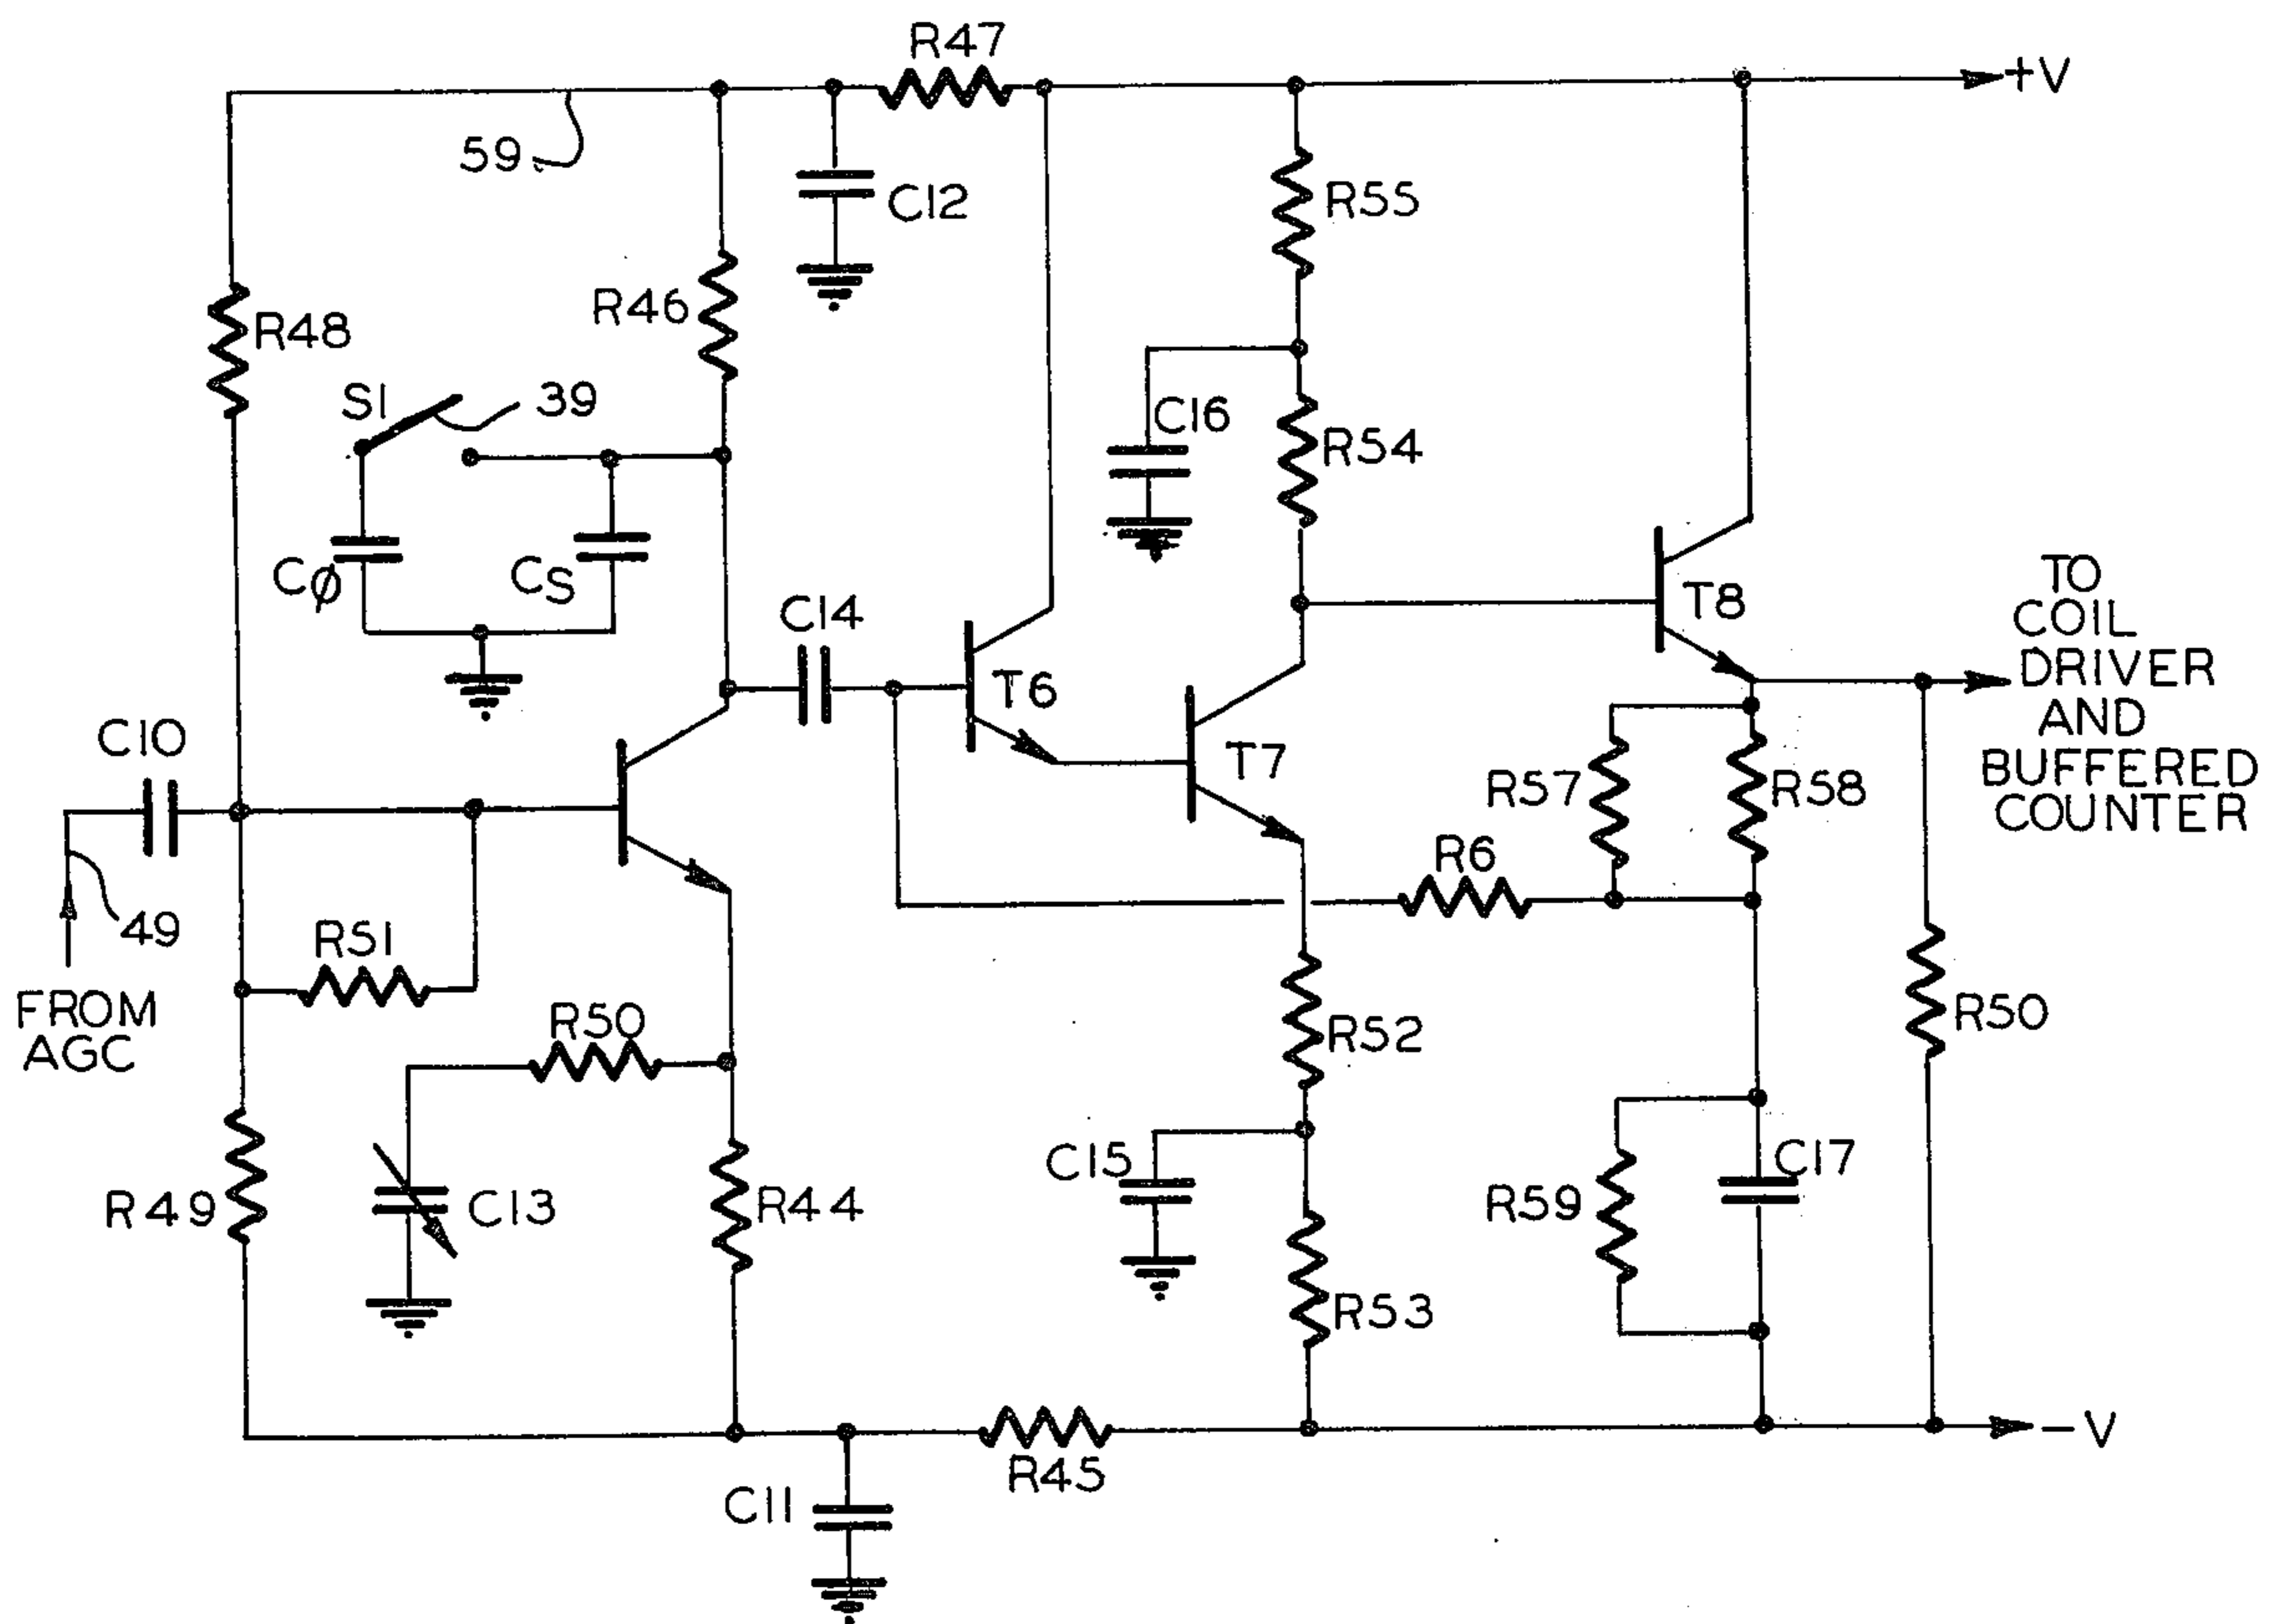 R47
+V
59
C12
R55
R48
R46
S1
39
C16
R54
Cφ
CS
C14
T6
T8
TO
COIL
DRIVER
AND
BUFFERED
COUNTER
C10
T7
R57
R58
49
R51
R6
FROM
AGC
R50
R52
R50
R49
C13
R44
C15
C17
R59
R53
R45
-V
C11